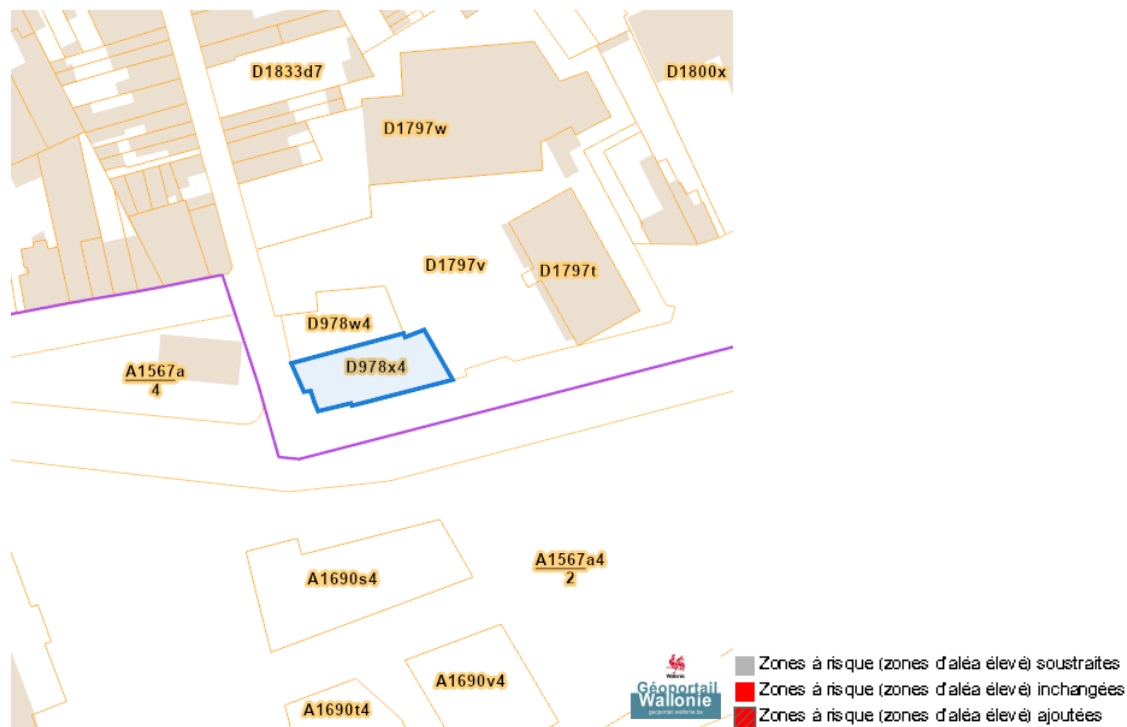 D1833d7
D1800x
D1797w
D1797v
D1797t
D978w4
D978x4
A1567a
4
A1690s4
A1567a4
2
A1690v4
A1690t4
Wallonie
Géoportail
Wallonie
geoportail.wallonie.be
Zones à risque (zones d'aléa élevé) soustraites
Zones à risque (zones d'aléa élevé) inchangées
Zones à risque (zones d'aléa élevé) ajoutées